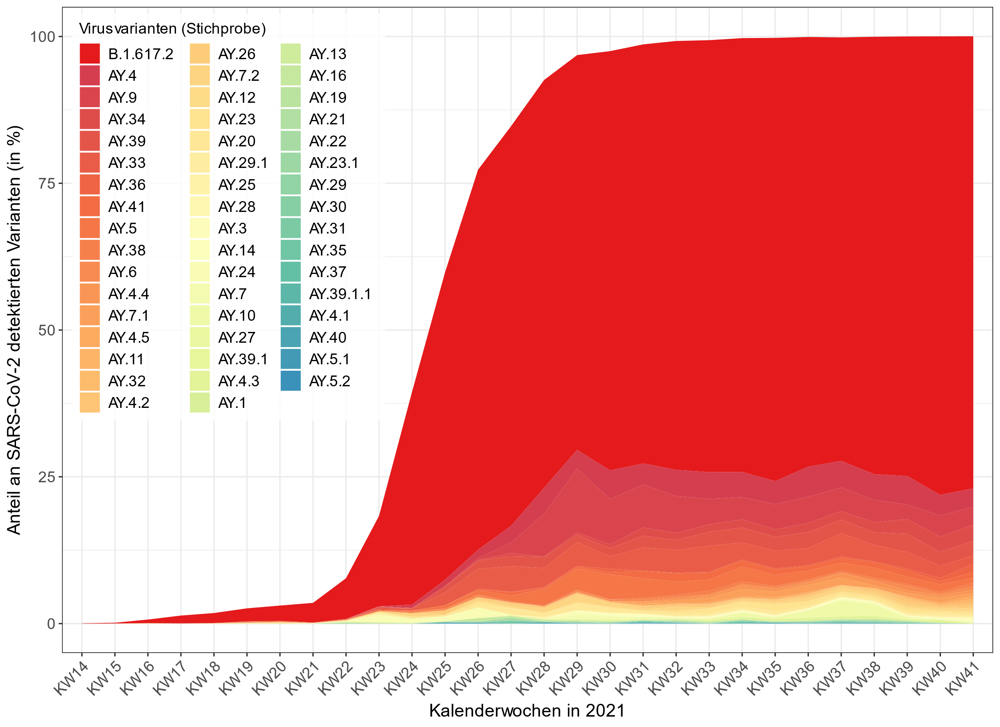 Virusvarianten (Stichprobe)
B.1.617.2
AY.4
AY.9
AY.34
AY.39
AY.33
AY.36
AY.41
AY.5
AY.38
AY.6
AY.4.4
AY.7.1
AY.4.5
AY.11
AY.32
AY.4.2
AY.26
AY.7.2
AY.12
AY.23
AY.20
AY.29.1
AY.25
AY.28
AY.3
AY.14
AY.24
AY.7
AY.10
AY.27
AY.39.1
AY.4.3
AY.1
AY.13
AY.16
AY.19
AY.21
AY.22
AY.23.1
AY.29
AY.30
AY.31
AY.35
AY.37
AY.39.1.1
AY.4.1
AY.40
AY.5.1
AY.5.2
Anteil an SARS-CoV-2 detektierten Varianten (in %)
100
75
50
25
0
KW14
KW15
KW16
KW17
KW18
KW19
KW20
KW21
KW22
KW23
KW24
KW25
KW26
KW27
KW28
KW29
KW30
KW31
KW32
KW33
KW34
KW35
KW36
KW37
KW38
KW39
KW40
KW41
Kalenderwochen in 2021